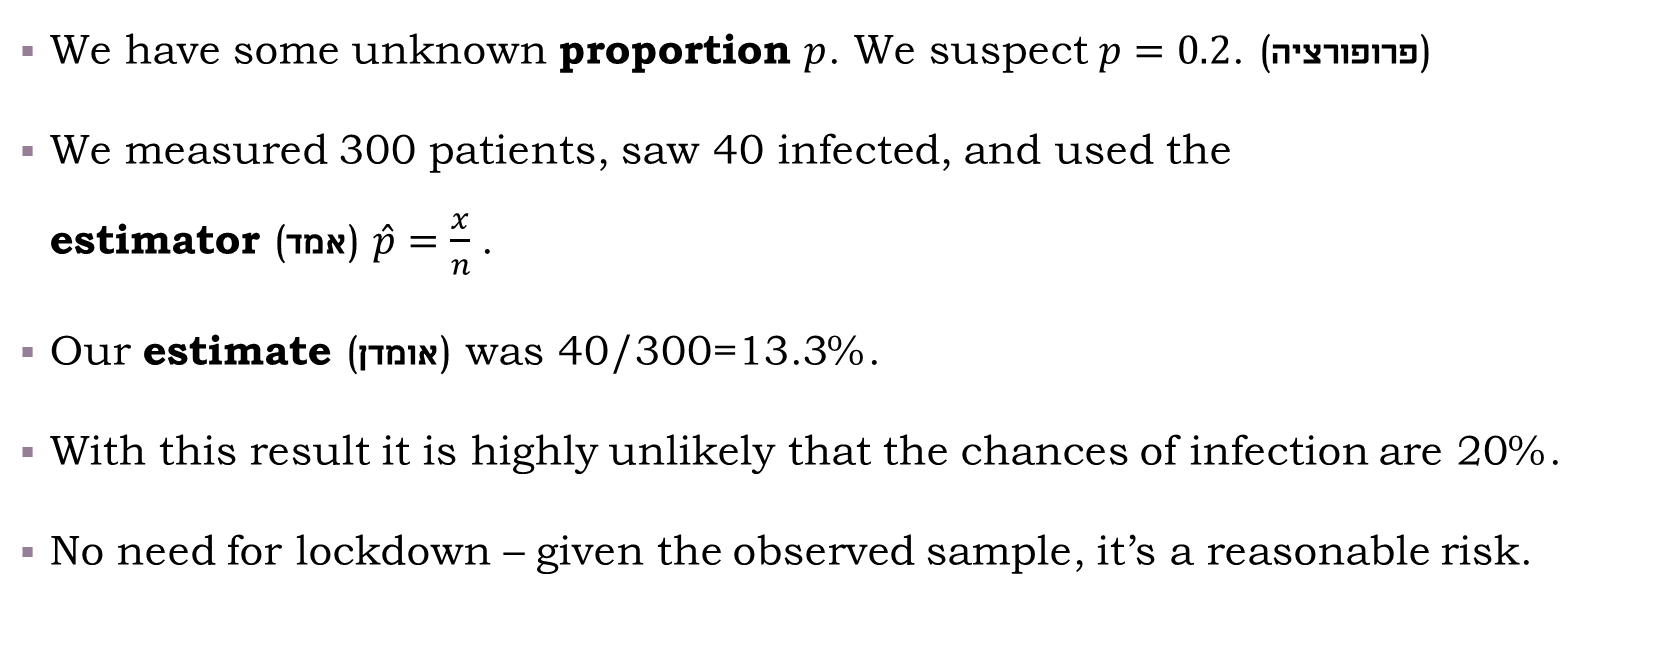 ▪ We have some unknown proportion p. We suspect p = 0.2. (פרופורציה)
▪ We measured 300 patients, saw 40 infected, and used the
estimator (אמד) p̂ = x/n .
▪ Our estimate (אומדן) was 40/300=13.3%.
▪ With this result it is highly unlikely that the chances of infection are 20%.
▪ No need for lockdown – given the observed sample, it’s a reasonable risk.